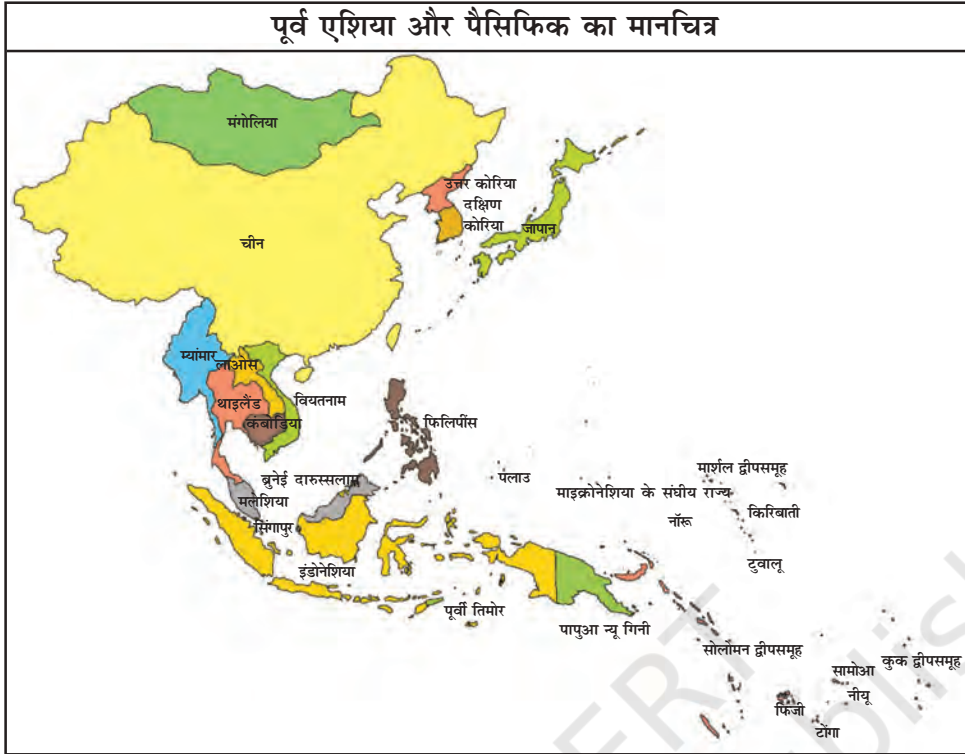 पूर्व एशिया और पैसिफिक का मानचित्र
मंगोलिया
उत्तर कोरिया
दक्षिण
कोरिया
जापान
चीन
म्यांमार
लाओस
थाइलैंड
वियतनाम
कंबोडिया
फिलिपींस
ब्रुनेई दारुस्सलाम
पलाउ
मार्शल द्वीपसमूह
मलेशिया
माइक्रोनेशिया के संघीय राज्य
किरिबाती
सिंगापुर
नॉरू
इंडोनेशिया
टुवालू
पूर्वी तिमोर
पापुआ न्यू गिनी
सोलोमन द्वीपसमूह
सामोआ
कुक द्वीपसमूह
नीयू
फिजी
टोंगा